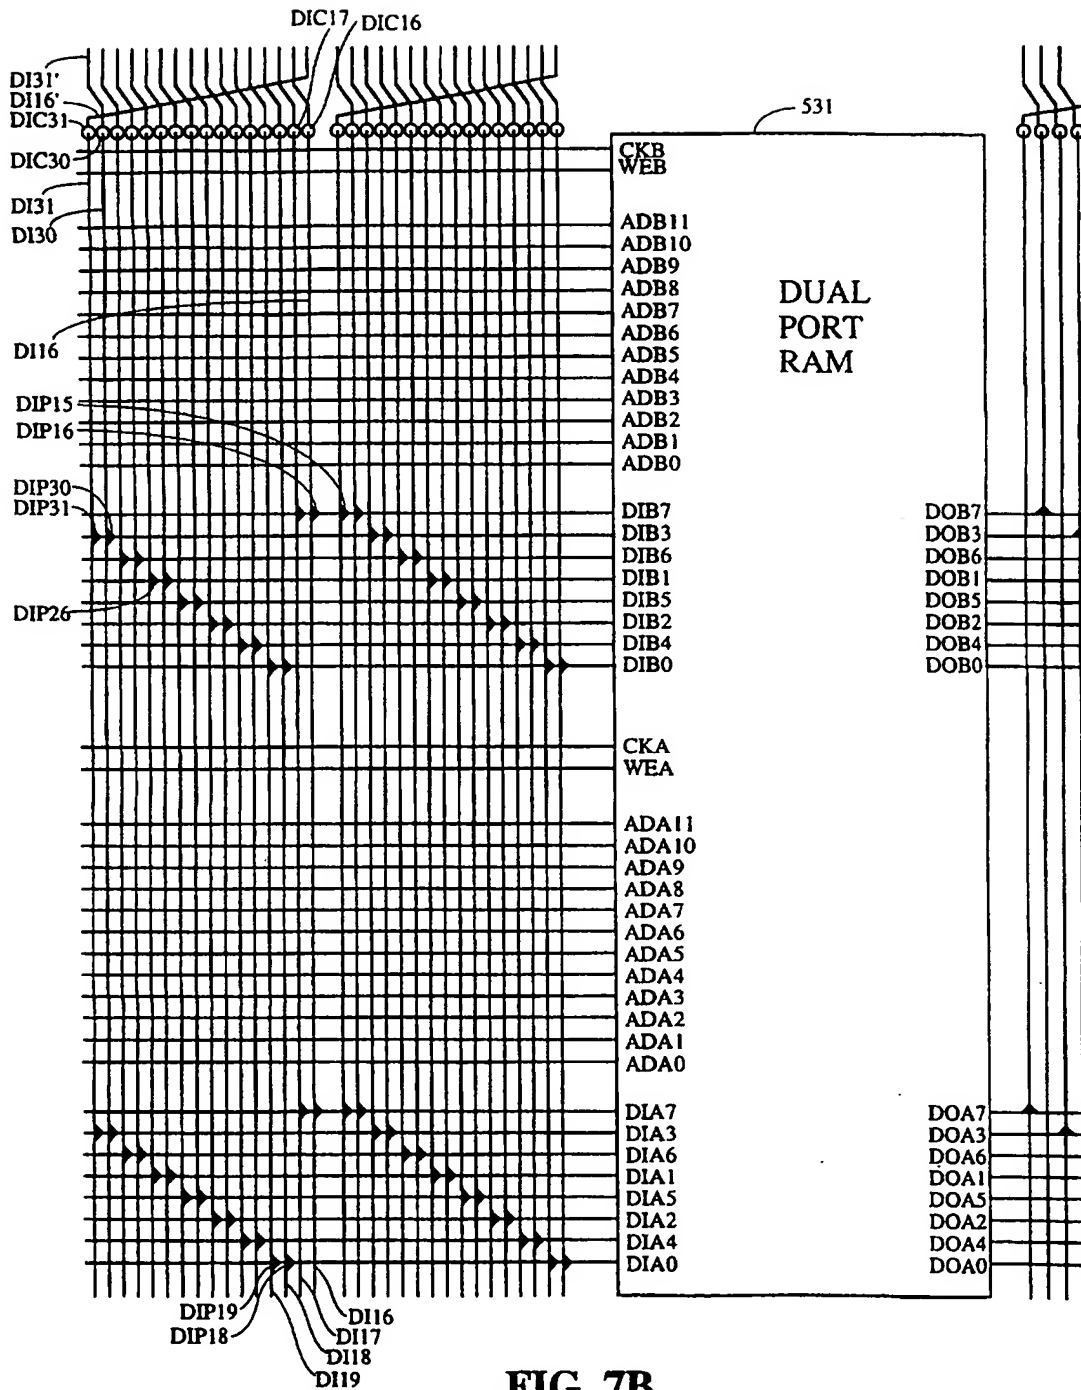 DIC17 DIC16
DI31'
DI16'
DIC31
DIC30
DI31
DI30
DI16
DIP15
DIP16
DIP30
DIP31
DIP26
531
CKB
WEB
ADB11
ADB10
ADB9
ADB8
ADB7
ADB6
ADB5
ADB4
ADB3
ADB2
ADB1
ADB0
DUAL
PORT
RAM
DIB7 DOB7
DIB3 DOB3
DIB6 DOB6
DIB1 DOB1
DIB5 DOB5
DIB2 DOB2
DIB4 DOB4
DIB0 DOB0
CKA
WEA
ADA11
ADA10
ADA9
ADA8
ADA7
ADA6
ADA5
ADA4
ADA3
ADA2
ADA1
ADA0
DIA7 DOA7
DIA3 DOA3
DIA6 DOA6
DIA1 DOA1
DIA5 DOA5
DIA2 DOA2
DIA4 DOA4
DIA0 DOA0
DIP19 DI16
DIP18 DI17
DI18
DI19
FIG. 7B